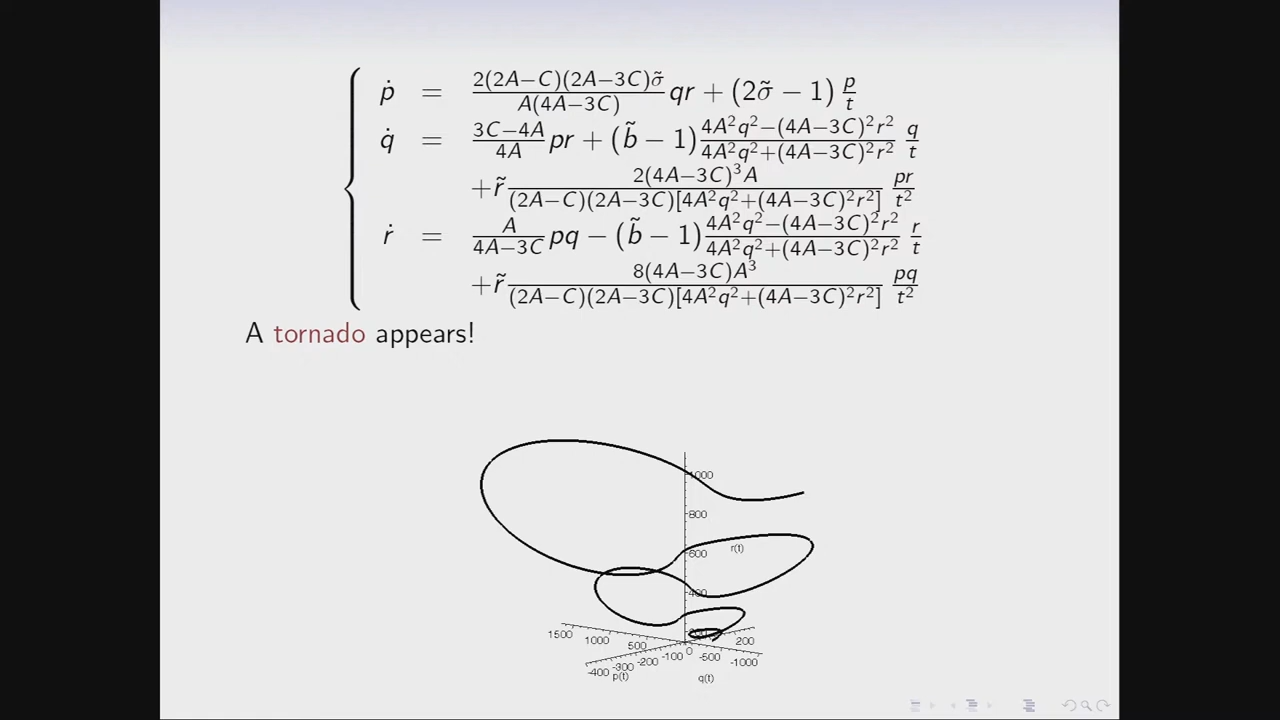 ṗ = 2(2A−C)(2A−3C)σ̃ / A(4A−3C) qr + (2σ̃ − 1) p/t
q̇ = 3C−4A / 4A pr + (b̃ − 1) 4A²q²−(4A−3C)²r² / 4A²q²+(4A−3C)²r² q/t
+r̃ 2(4A−3C)³A / (2A−C)(2A−3C)[4A²q²+(4A−3C)²r²] pr/t²
ṙ = A / 4A−3C pq − (b̃ − 1) 4A²q²−(4A−3C)²r² / 4A²q²+(4A−3C)²r² r/t
+r̃ 8(4A−3C)A³ / (2A−C)(2A−3C)[4A²q²+(4A−3C)²r²] pq/t²
A tornado appears!
1000
800
r(t)
600
400
1500 1000 500 200
-400 -300 -200 -100 0 -500 -1000
p(t) q(t)